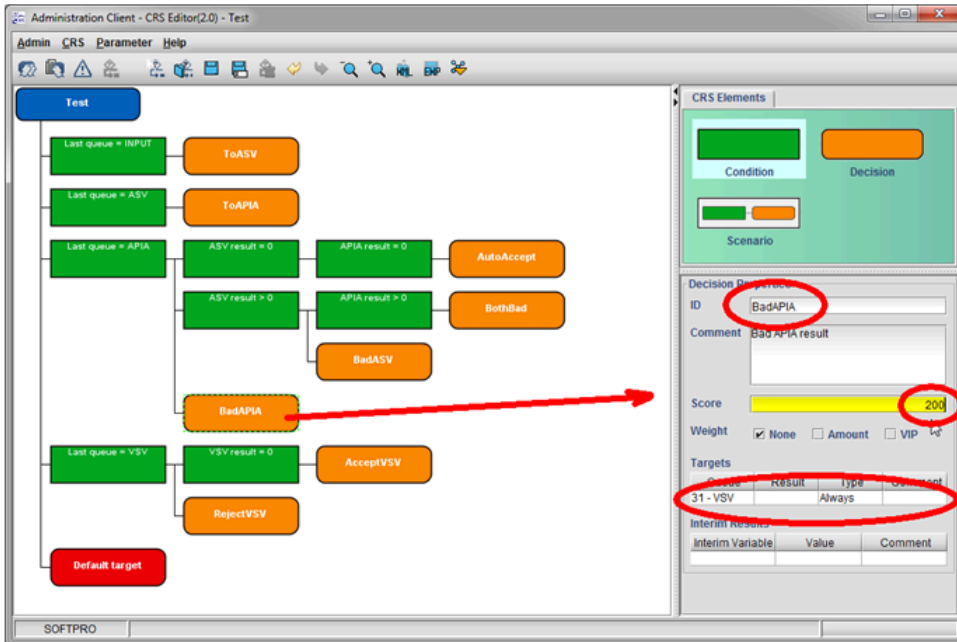 Administration Client - CRS Editor(2.0) - Test
Admin CRS Parameter Help
Test
Last queue = INPUT
ToASV
Last queue = ASV
ToAPIA
Last queue = APIA
ASV result = 0
APIA result = 0
AutoAccept
ASV result > 0
APIA result > 0
BothBad
BadASV
BadAPIA
Last queue = VSV
VSV result = 0
AcceptVSV
RejectVSV
Default target
CRS Elements
Condition
Decision
Scenario
Decision Properties
ID BadAPIA
Comment Bad APIA result
Score 200
Weight None Amount VIP
Targets
Queue Result Type Comment
31 - VSV Always
Interim Results
Interim Variable Value Comment
SOFTPRO